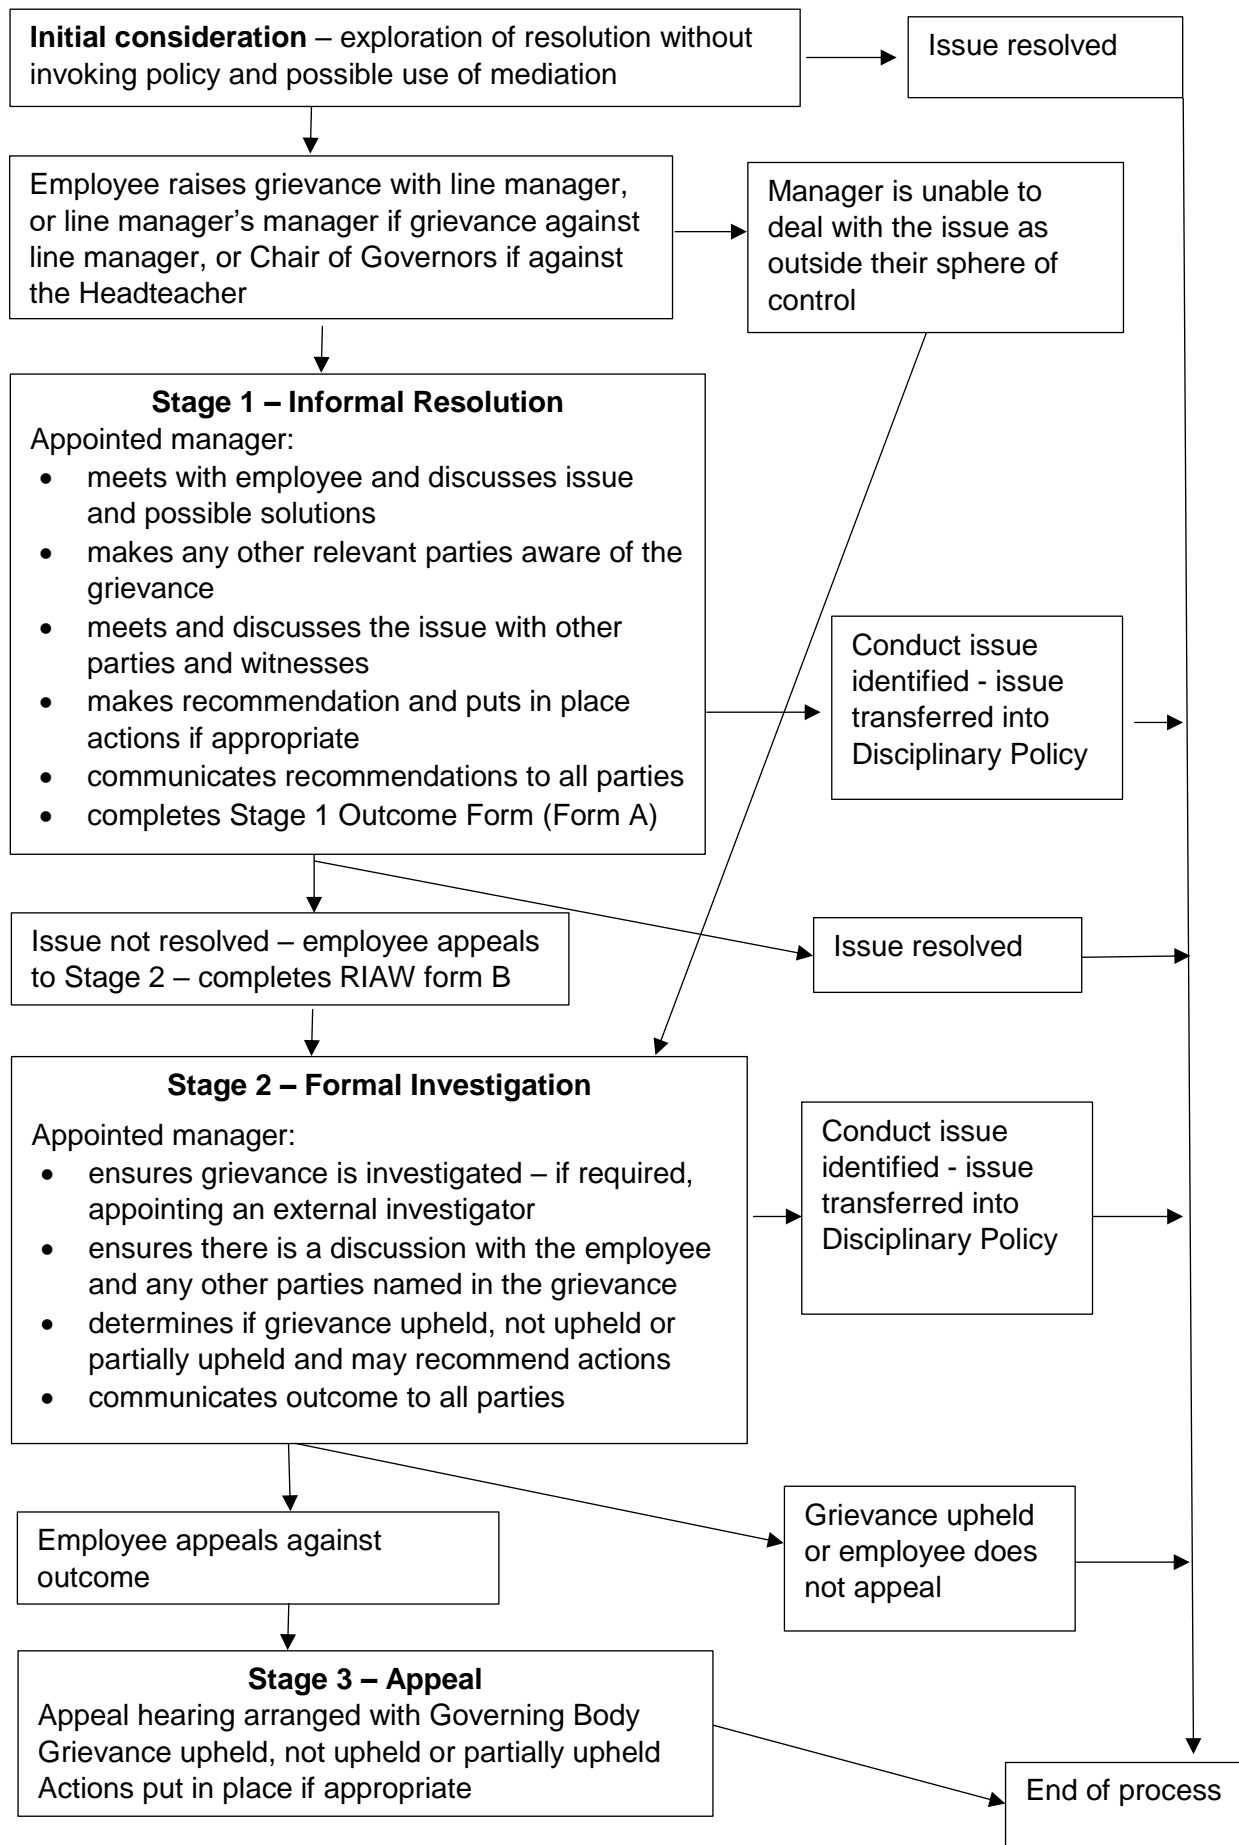 Initial consideration – exploration of resolution without
invoking policy and possible use of mediation
Issue resolved
Employee raises grievance with line manager,
or line manager’s manager if grievance against
line manager, or Chair of Governors if against
the Headteacher
Manager is unable to
deal with the issue as
outside their sphere of
control
Stage 1 – Informal Resolution
Appointed manager:
• meets with employee and discusses issue
and possible solutions
• makes any other relevant parties aware of the
grievance
• meets and discusses the issue with other
parties and witnesses
• makes recommendation and puts in place
actions if appropriate
• communicates recommendations to all parties
• completes Stage 1 Outcome Form (Form A)
Conduct issue
identified - issue
transferred into
Disciplinary Policy
Issue not resolved – employee appeals
to Stage 2 – completes RIAW form B
Issue resolved
Stage 2 – Formal Investigation
Appointed manager:
• ensures grievance is investigated – if required,
appointing an external investigator
• ensures there is a discussion with the employee
and any other parties named in the grievance
• determines if grievance upheld, not upheld or
partially upheld and may recommend actions
• communicates outcome to all parties
Conduct issue
identified - issue
transferred into
Disciplinary Policy
Employee appeals against
outcome
Grievance upheld
or employee does
not appeal
Stage 3 – Appeal
Appeal hearing arranged with Governing Body
Grievance upheld, not upheld or partially upheld
Actions put in place if appropriate
End of process